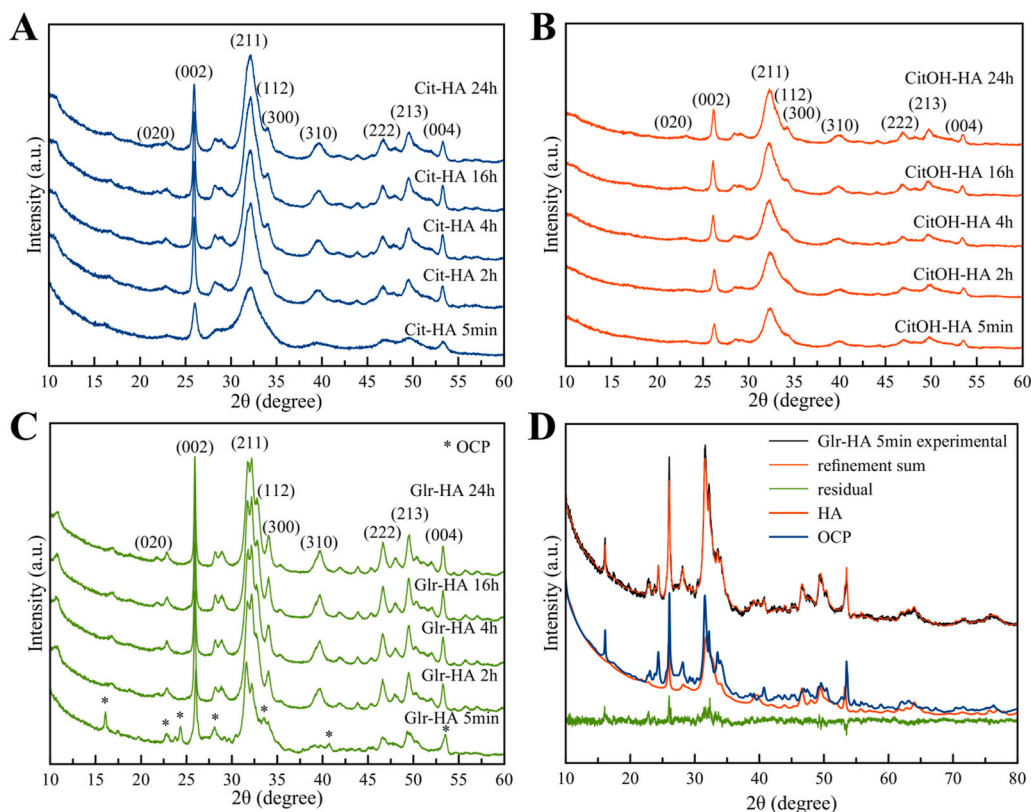 A
(211)
(002)
(112)
Cit-HA 24h
(300)
(213)
(020)
(310)
(222)
(004)
Cit-HA 16h
Cit-HA 4h
Cit-HA 2h
Cit-HA 5min
Intensity (a.u.)
10 15 20 25 30 35 40 45 50 55 60
2θ (degree)
B
CitOH-HA 24h
(211)
(002)
(112)
(300)
(213)
(020)
(310)
(222)
(004)
CitOH-HA 16h
CitOH-HA 4h
CitOH-HA 2h
CitOH-HA 5min
Intensity (a.u.)
10 15 20 25 30 35 40 45 50 55 60
2θ (degree)
C
* OCP
(002)
(211)
Glr-HA 24h
(112)
(300)
(213)
(020)
(310)
(222)
(004)
Glr-HA 16h
Glr-HA 4h
Glr-HA 2h
Glr-HA 5min
* * * * * * *
Intensity (a.u.)
10 15 20 25 30 35 40 45 50 55 60
2θ (degree)
D
Glr-HA 5min experimental
refinement sum
residual
HA
OCP
Intensity (a.u.)
10 20 30 40 50 60 70 80
2θ (degree)